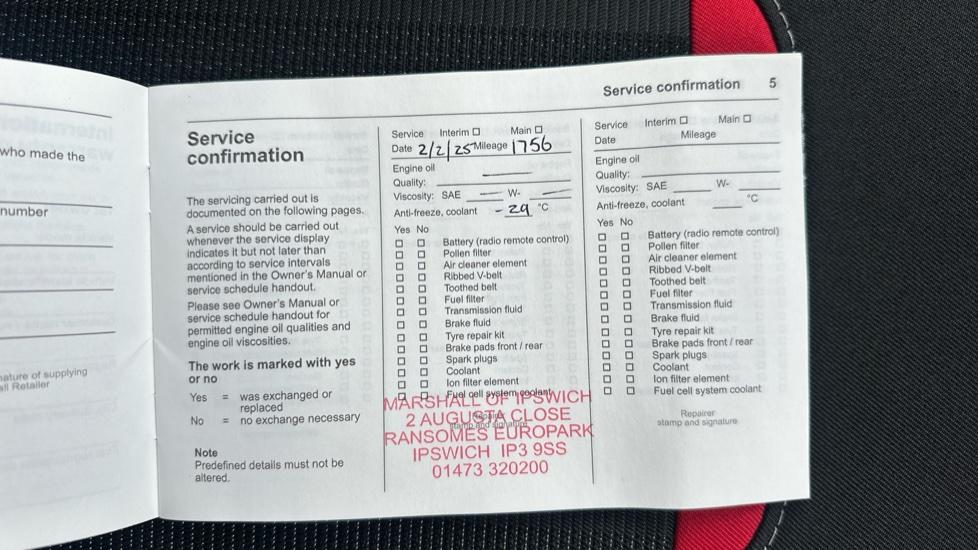 who made the
number
ature of supplying
all Retailer
Service confirmation 5
Service
confirmation
The servicing carried out is
documented on the following pages.
A service should be carried out
whenever the service display
indicates it but not later than
according to service intervals
mentioned in the Owner's Manual or
service schedule handout.
Please see Owner's Manual or
service schedule handout for
permitted engine oil qualities and
engine oil viscosities.
The work is marked with yes
or no
Yes = was exchanged or
replaced
No = no exchange necessary
Note
Predefined details must not be
altered.
Service Interim ☐ Main ☐
Date 2/2/25 Mileage 1756
Engine oil
Quality:
Viscosity: SAE W-
Anti-freeze, coolant -29 °C
Yes No
☐ ☐ Battery (radio remote control)
☐ ☐ Pollen filter
☐ ☐ Air cleaner element
☐ ☐ Ribbed V-belt
☐ ☐ Toothed belt
☐ ☐ Fuel filter
☐ ☐ Transmission fluid
☐ ☐ Brake fluid
☐ ☐ Tyre repair kit
☐ ☐ Brake pads front / rear
☐ ☐ Spark plugs
☐ ☐ Coolant
☐ ☐ Ion filter element
☐ ☐ Fuel cell system coolant
Repairer
stamp and signature
MARSHALL OF IPSWICH
2 AUGUSTA CLOSE
RANSOMES EUROPARK
IPSWICH IP3 9SS
01473 320200
Service Interim ☐ Main ☐
Date Mileage
Engine oil
Quality:
Viscosity: SAE W-
Anti-freeze, coolant °C
Yes No
☐ ☐ Battery (radio remote control)
☐ ☐ Pollen filter
☐ ☐ Air cleaner element
☐ ☐ Ribbed V-belt
☐ ☐ Toothed belt
☐ ☐ Fuel filter
☐ ☐ Transmission fluid
☐ ☐ Brake fluid
☐ ☐ Tyre repair kit
☐ ☐ Brake pads front / rear
☐ ☐ Spark plugs
☐ ☐ Coolant
☐ ☐ Ion filter element
☐ ☐ Fuel cell system coolant
Repairer
stamp and signature